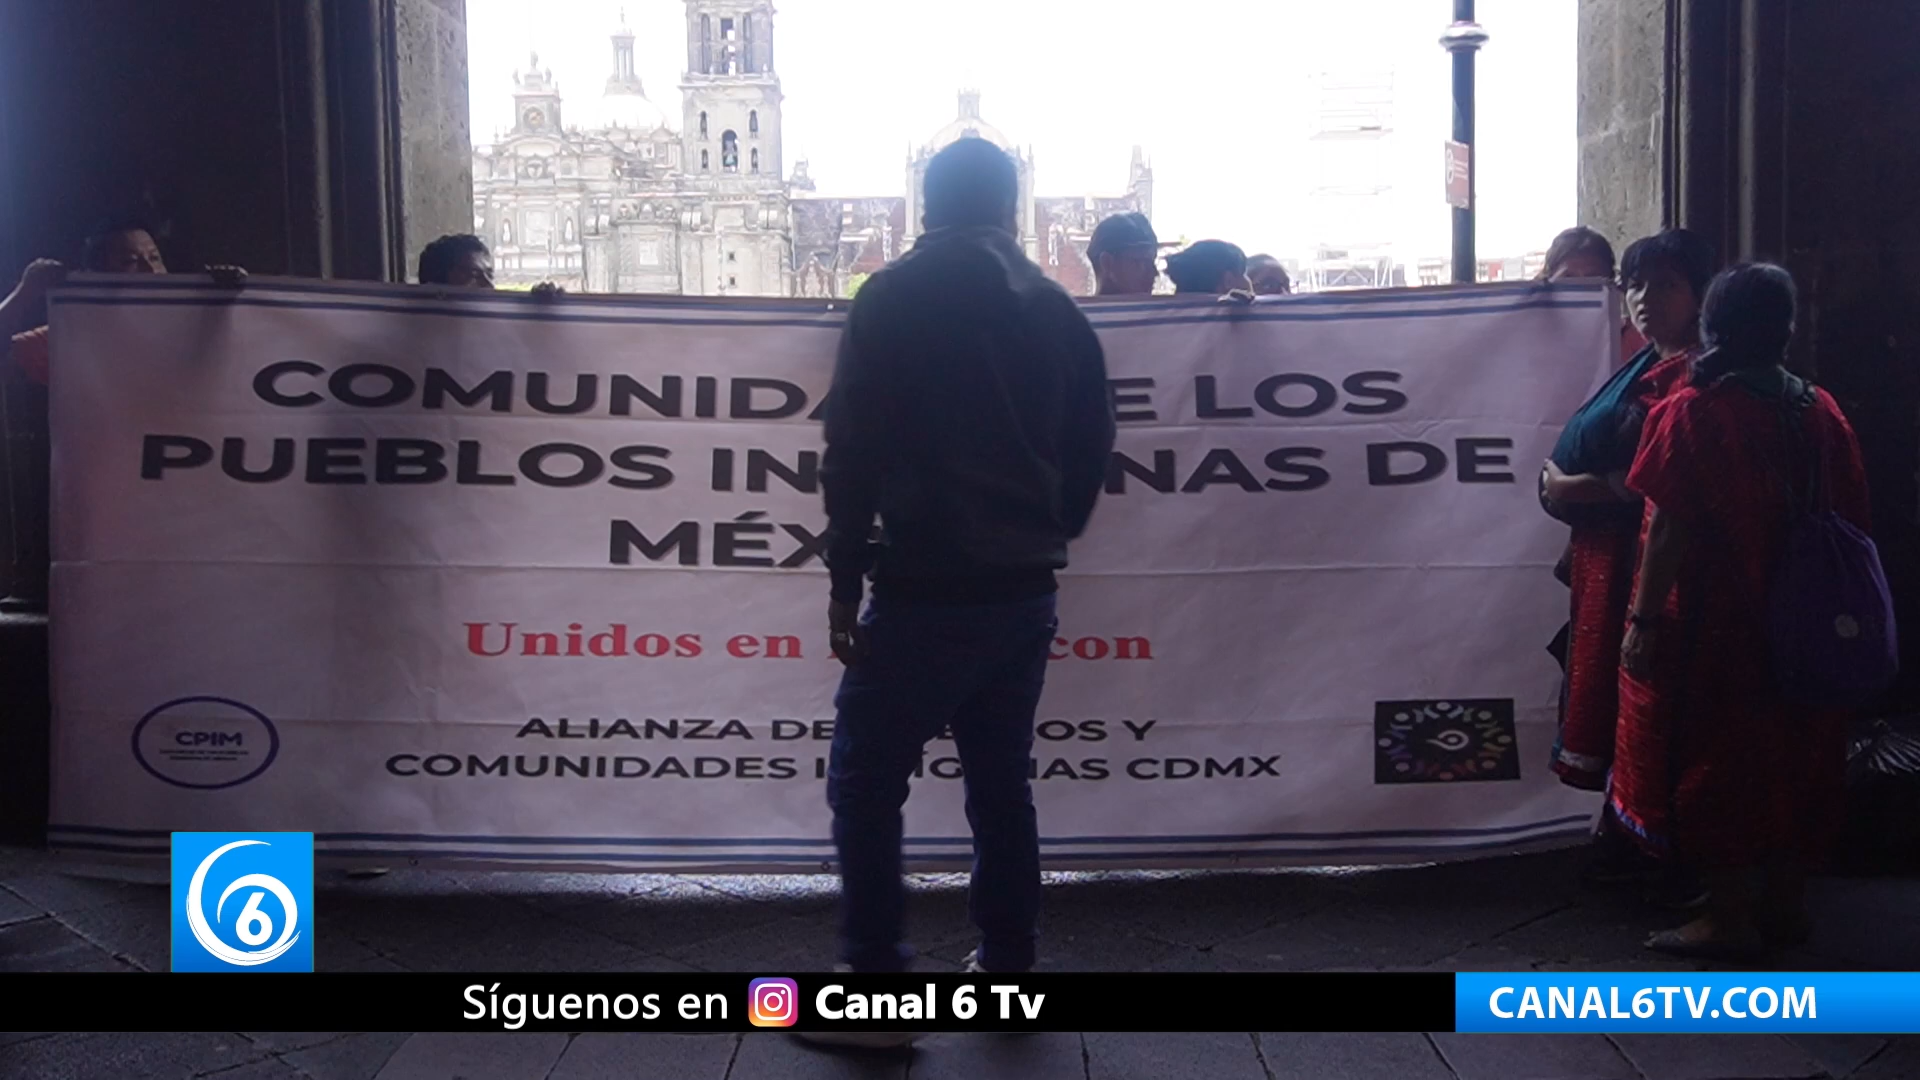 COMUNIDA E LOS
PUEBLOS IN NAS DE
MÉX
Unidos en con
ALIANZA DE OS Y
COMUNIDADES I IG AS CDMX
CPIM
6
Síguenos en Canal 6 Tv
CANAL6TV.COM